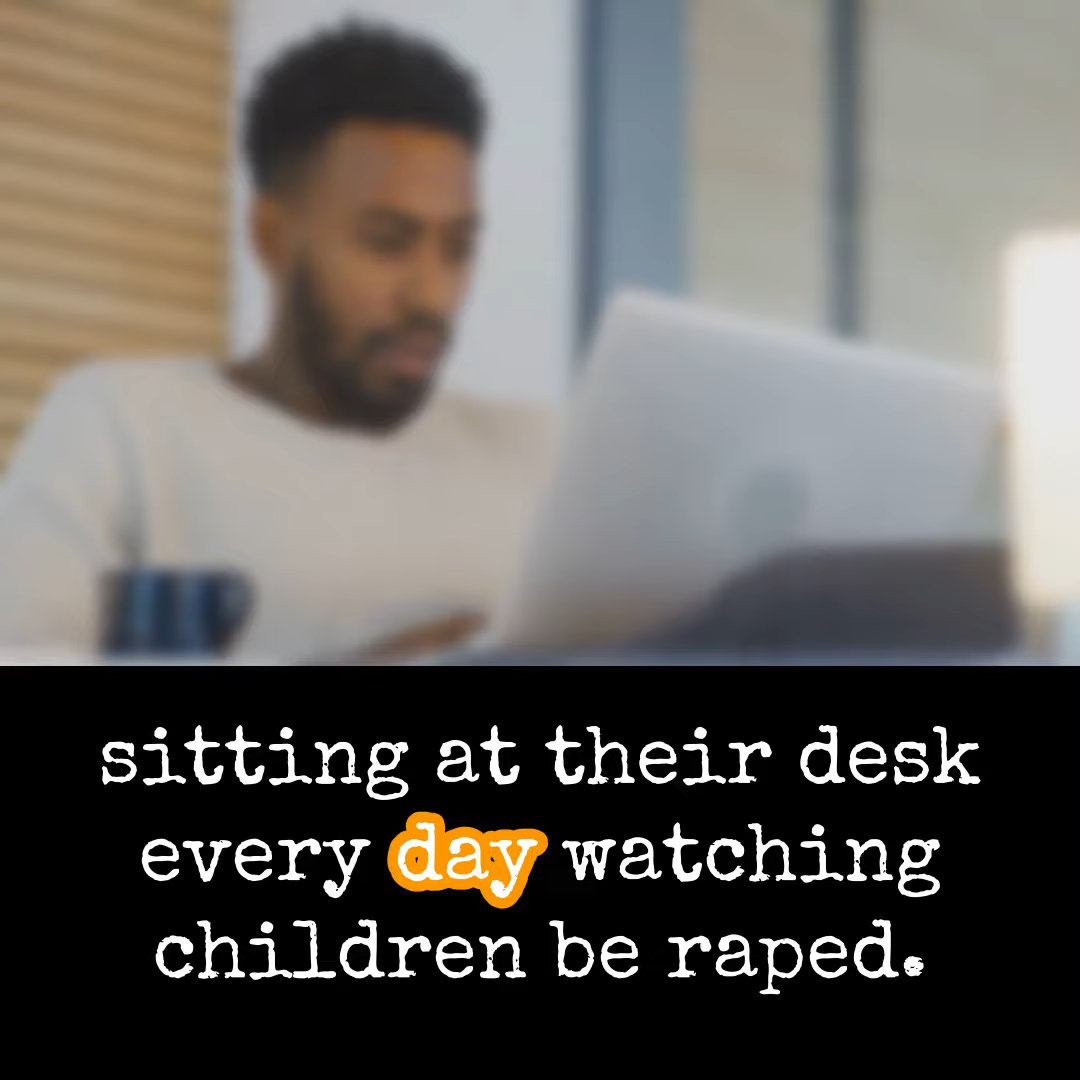 sitting at their desk
every day watching
children be raped.